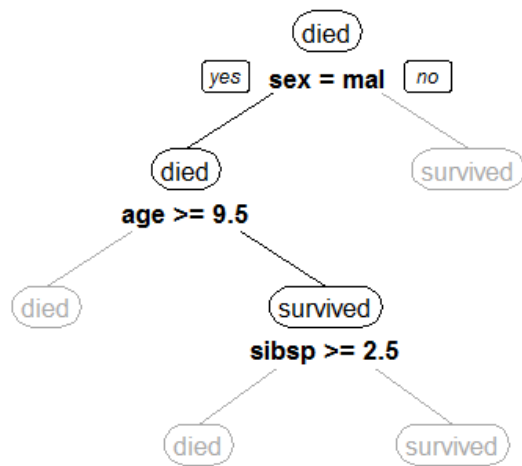 died
yes sex = mal no
died survived
age >= 9.5
died survived
sibsp >= 2.5
died survived